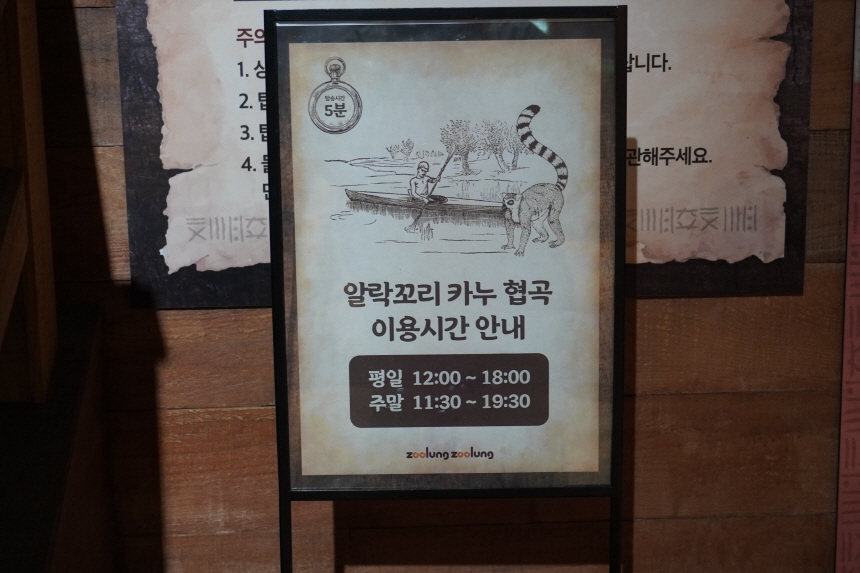 주의
1.
2.
3.
4.
랍니다.
관해주세요.
탑승시간
5분
알락꼬리 카누 협곡
이용시간 안내
평일 12:00 ~ 18:00
주말 11:30 ~ 19:30
zoolungzoolung